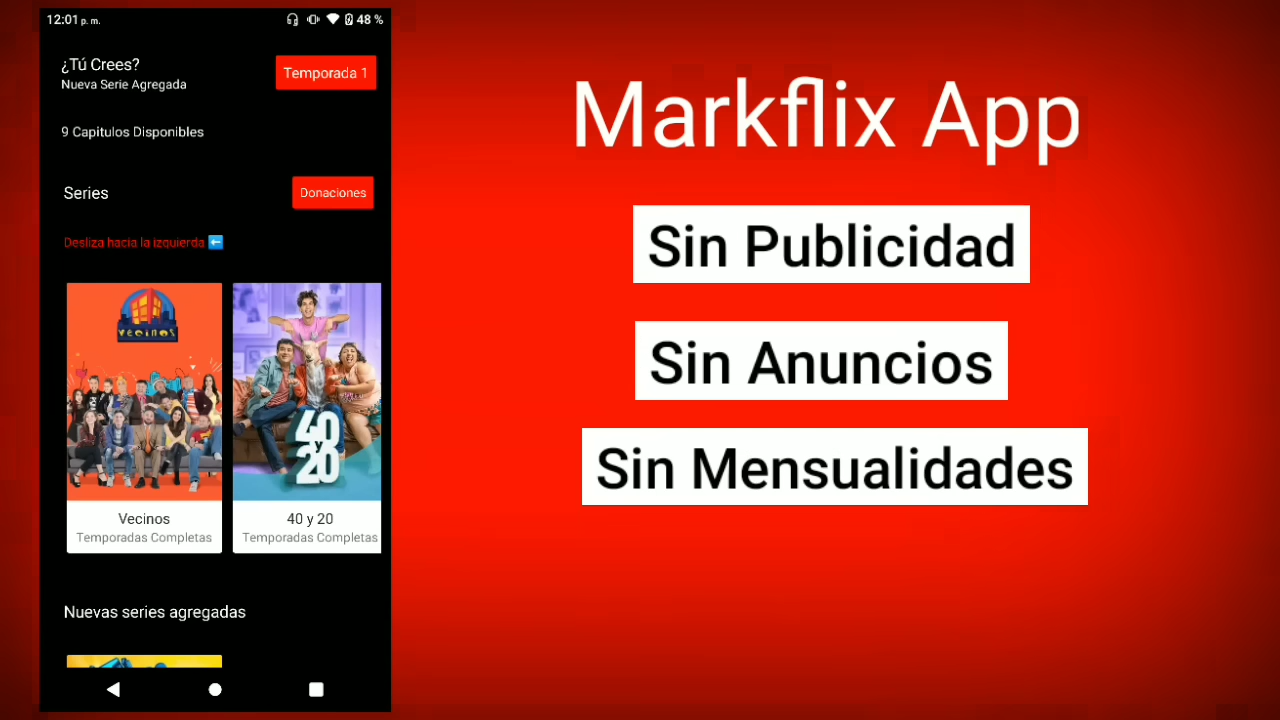 12:01 p. m.
48 %
¿Tú Crees?
Nueva Serie Agregada
Temporada 1
9 Capitulos Disponibles
Series
Donaciones
Desliza hacia la izquierda
VECINOS
40
Y
20
Vecinos
Temporadas Completas
40 y 20
Temporadas Completas
Nuevas series agregadas
Markflix App
Sin Publicidad
Sin Anuncios
Sin Mensualidades